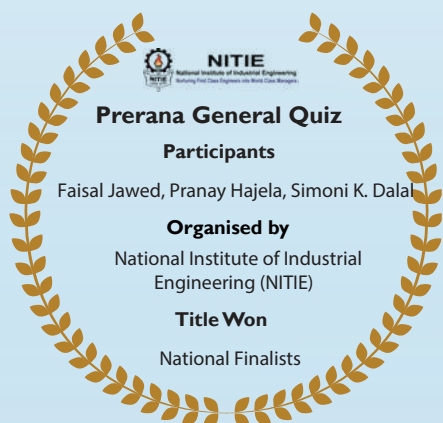 NITIE
National Institute of Industrial Engineering
Nurturing First Class Engineers into World Class Managers
Prerana General Quiz
Participants
Faisal Jawed, Pranay Hajela, Simoni K. Dalal
Organised by
National Institute of Industrial
Engineering (NITIE)
Title Won
National Finalists